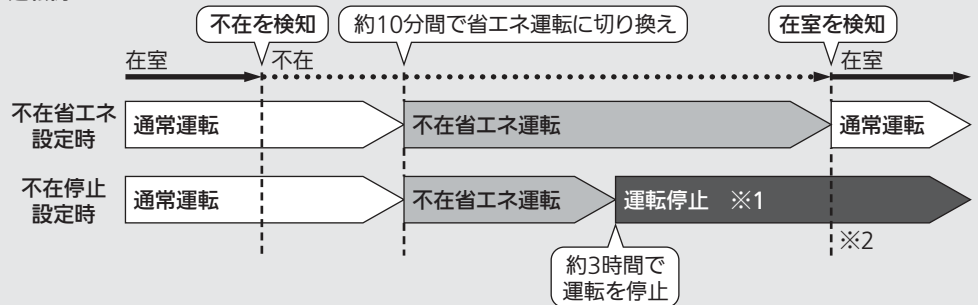 不在を検知
約10分間で省エネ運転に切り換え
在室を検知
在室
不在
在室
不在省エネ
設定時
通常運転
不在省エネ運転
通常運転
不在停止
設定時
通常運転
不在省エネ運転
運転停止 ※1
※2
約3時間で
運転を停止